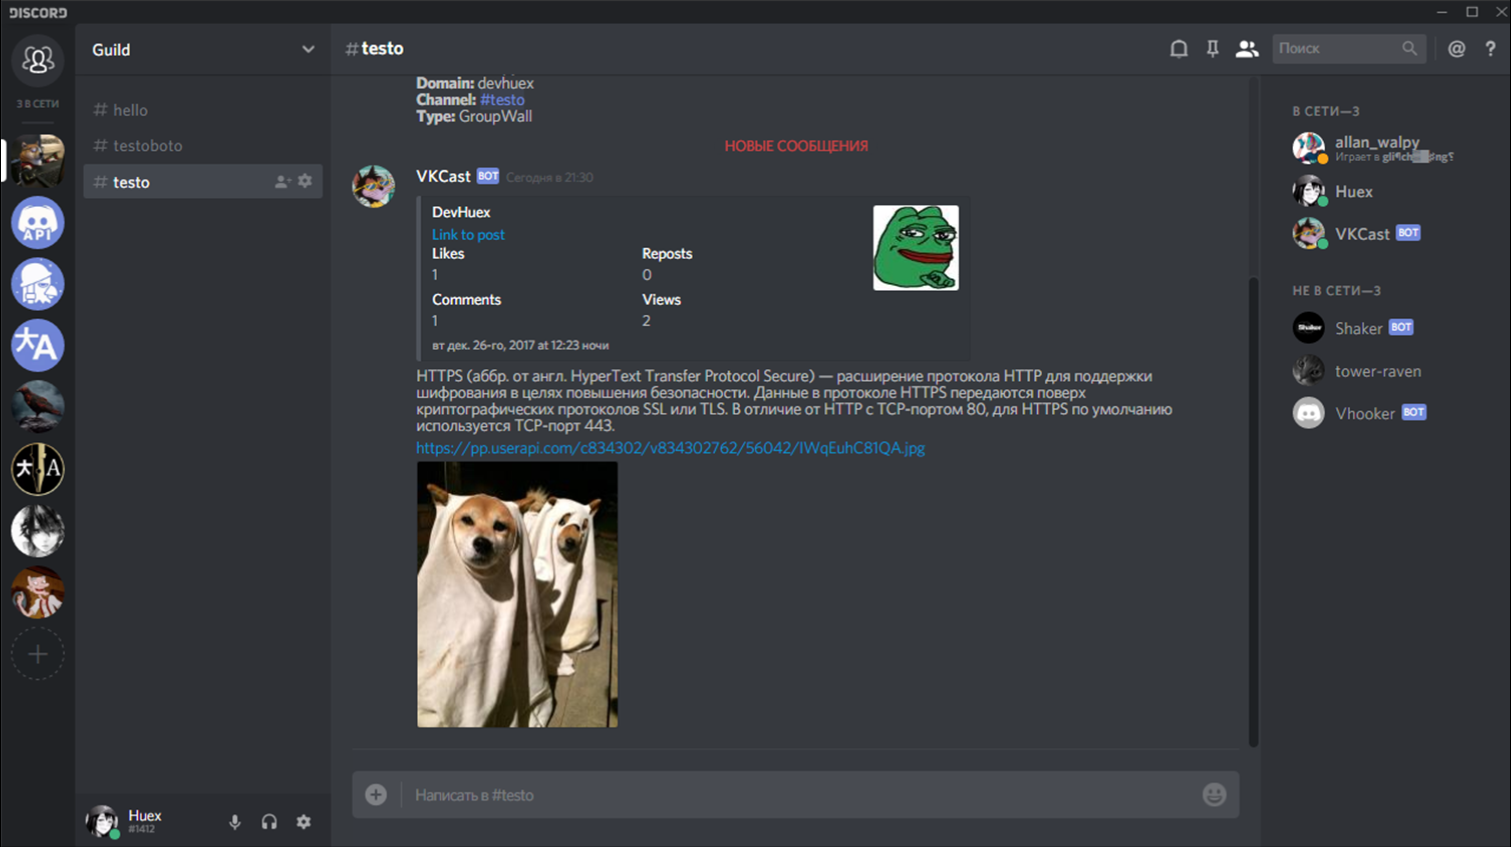 DISCORD
3 В СЕТИ
API
Guild
# hello
# testoboto
# testo
Huex
#1412
#testo
Поиск
Domain: devhuex
Channel: #testo
Type: GroupWall
НОВЫЕ СООБЩЕНИЯ
VKCast BOT Сегодня в 21:30
DevHuex
Link to post
Likes Reposts
1 0
Comments Views
1 2
вт дек. 26-го, 2017 at 12:23 ночи
HTTPS (аббр. от англ. HyperText Transfer Protocol Secure) — расширение протокола HTTP для поддержки
шифрования в целях повышения безопасности. Данные в протоколе HTTPS передаются поверх
криптографических протоколов SSL или TLS. В отличие от HTTP с TCP-портом 80, для HTTPS по умолчанию
используется TCP-порт 443.
https://pp.userapi.com/c834302/v834302762/56042/IWqEuhC81QA.jpg
Написать в #testo
В СЕТИ—3
allan_walpy
Играет в
Huex
VKCast BOT
НЕ В СЕТИ—3
Shaker BOT
tower-raven
Vhooker BOT